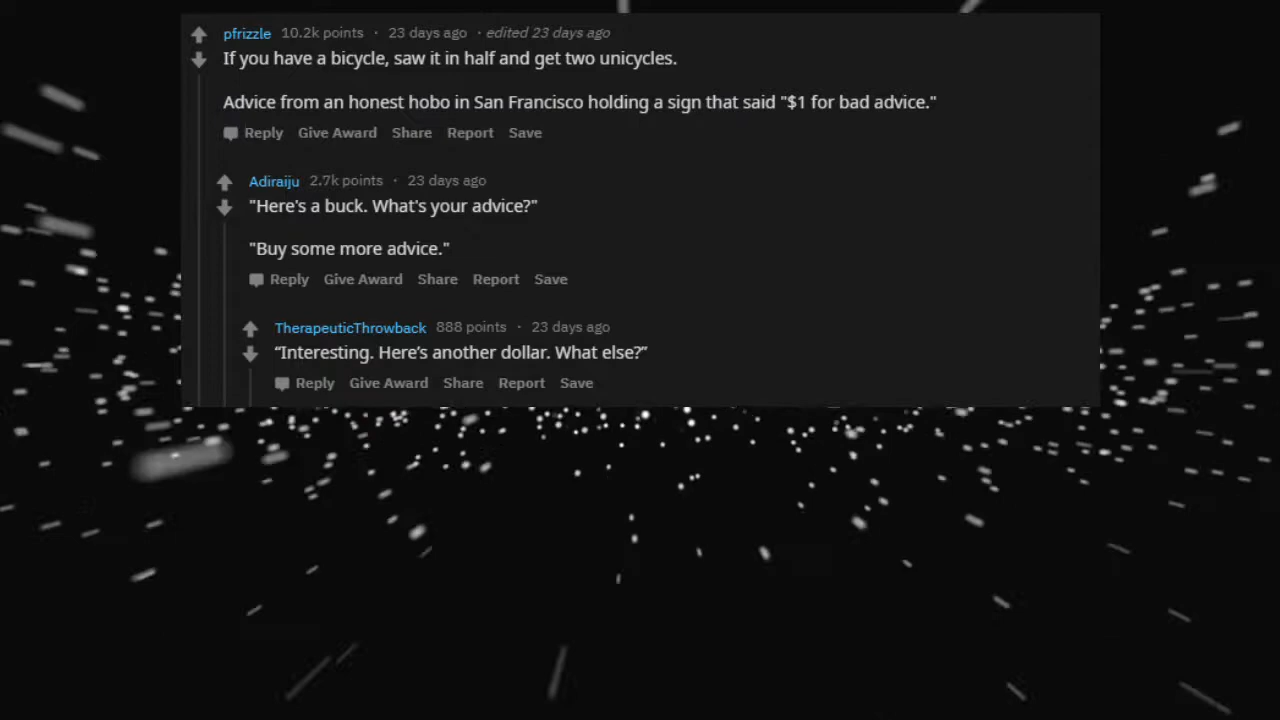 pfrizzle 10.2k points · 23 days ago · edited 23 days ago
If you have a bicycle, saw it in half and get two unicycles.
Advice from an honest hobo in San Francisco holding a sign that said "$1 for bad advice."
Reply Give Award Share Report Save
Adiraiju 2.7k points · 23 days ago
"Here's a buck. What's your advice?"
"Buy some more advice."
Reply Give Award Share Report Save
TherapeuticThrowback 888 points · 23 days ago
“Interesting. Here’s another dollar. What else?”
Reply Give Award Share Report Save